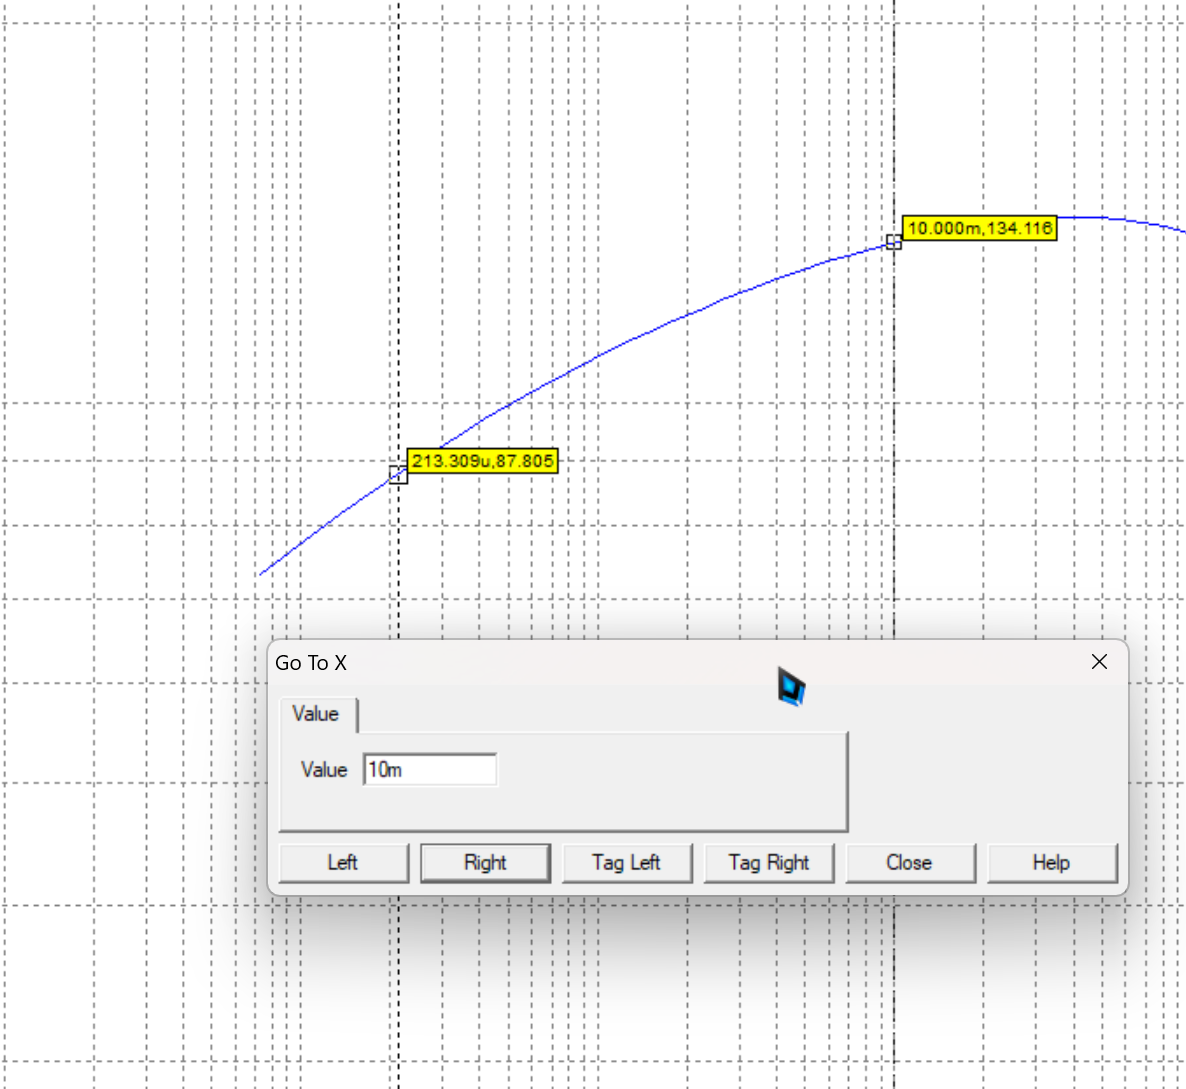 10.000m,134.116
213.309u,87.805
Go To X
Value
Value 10m
Left Right Tag Left Tag Right Close Help